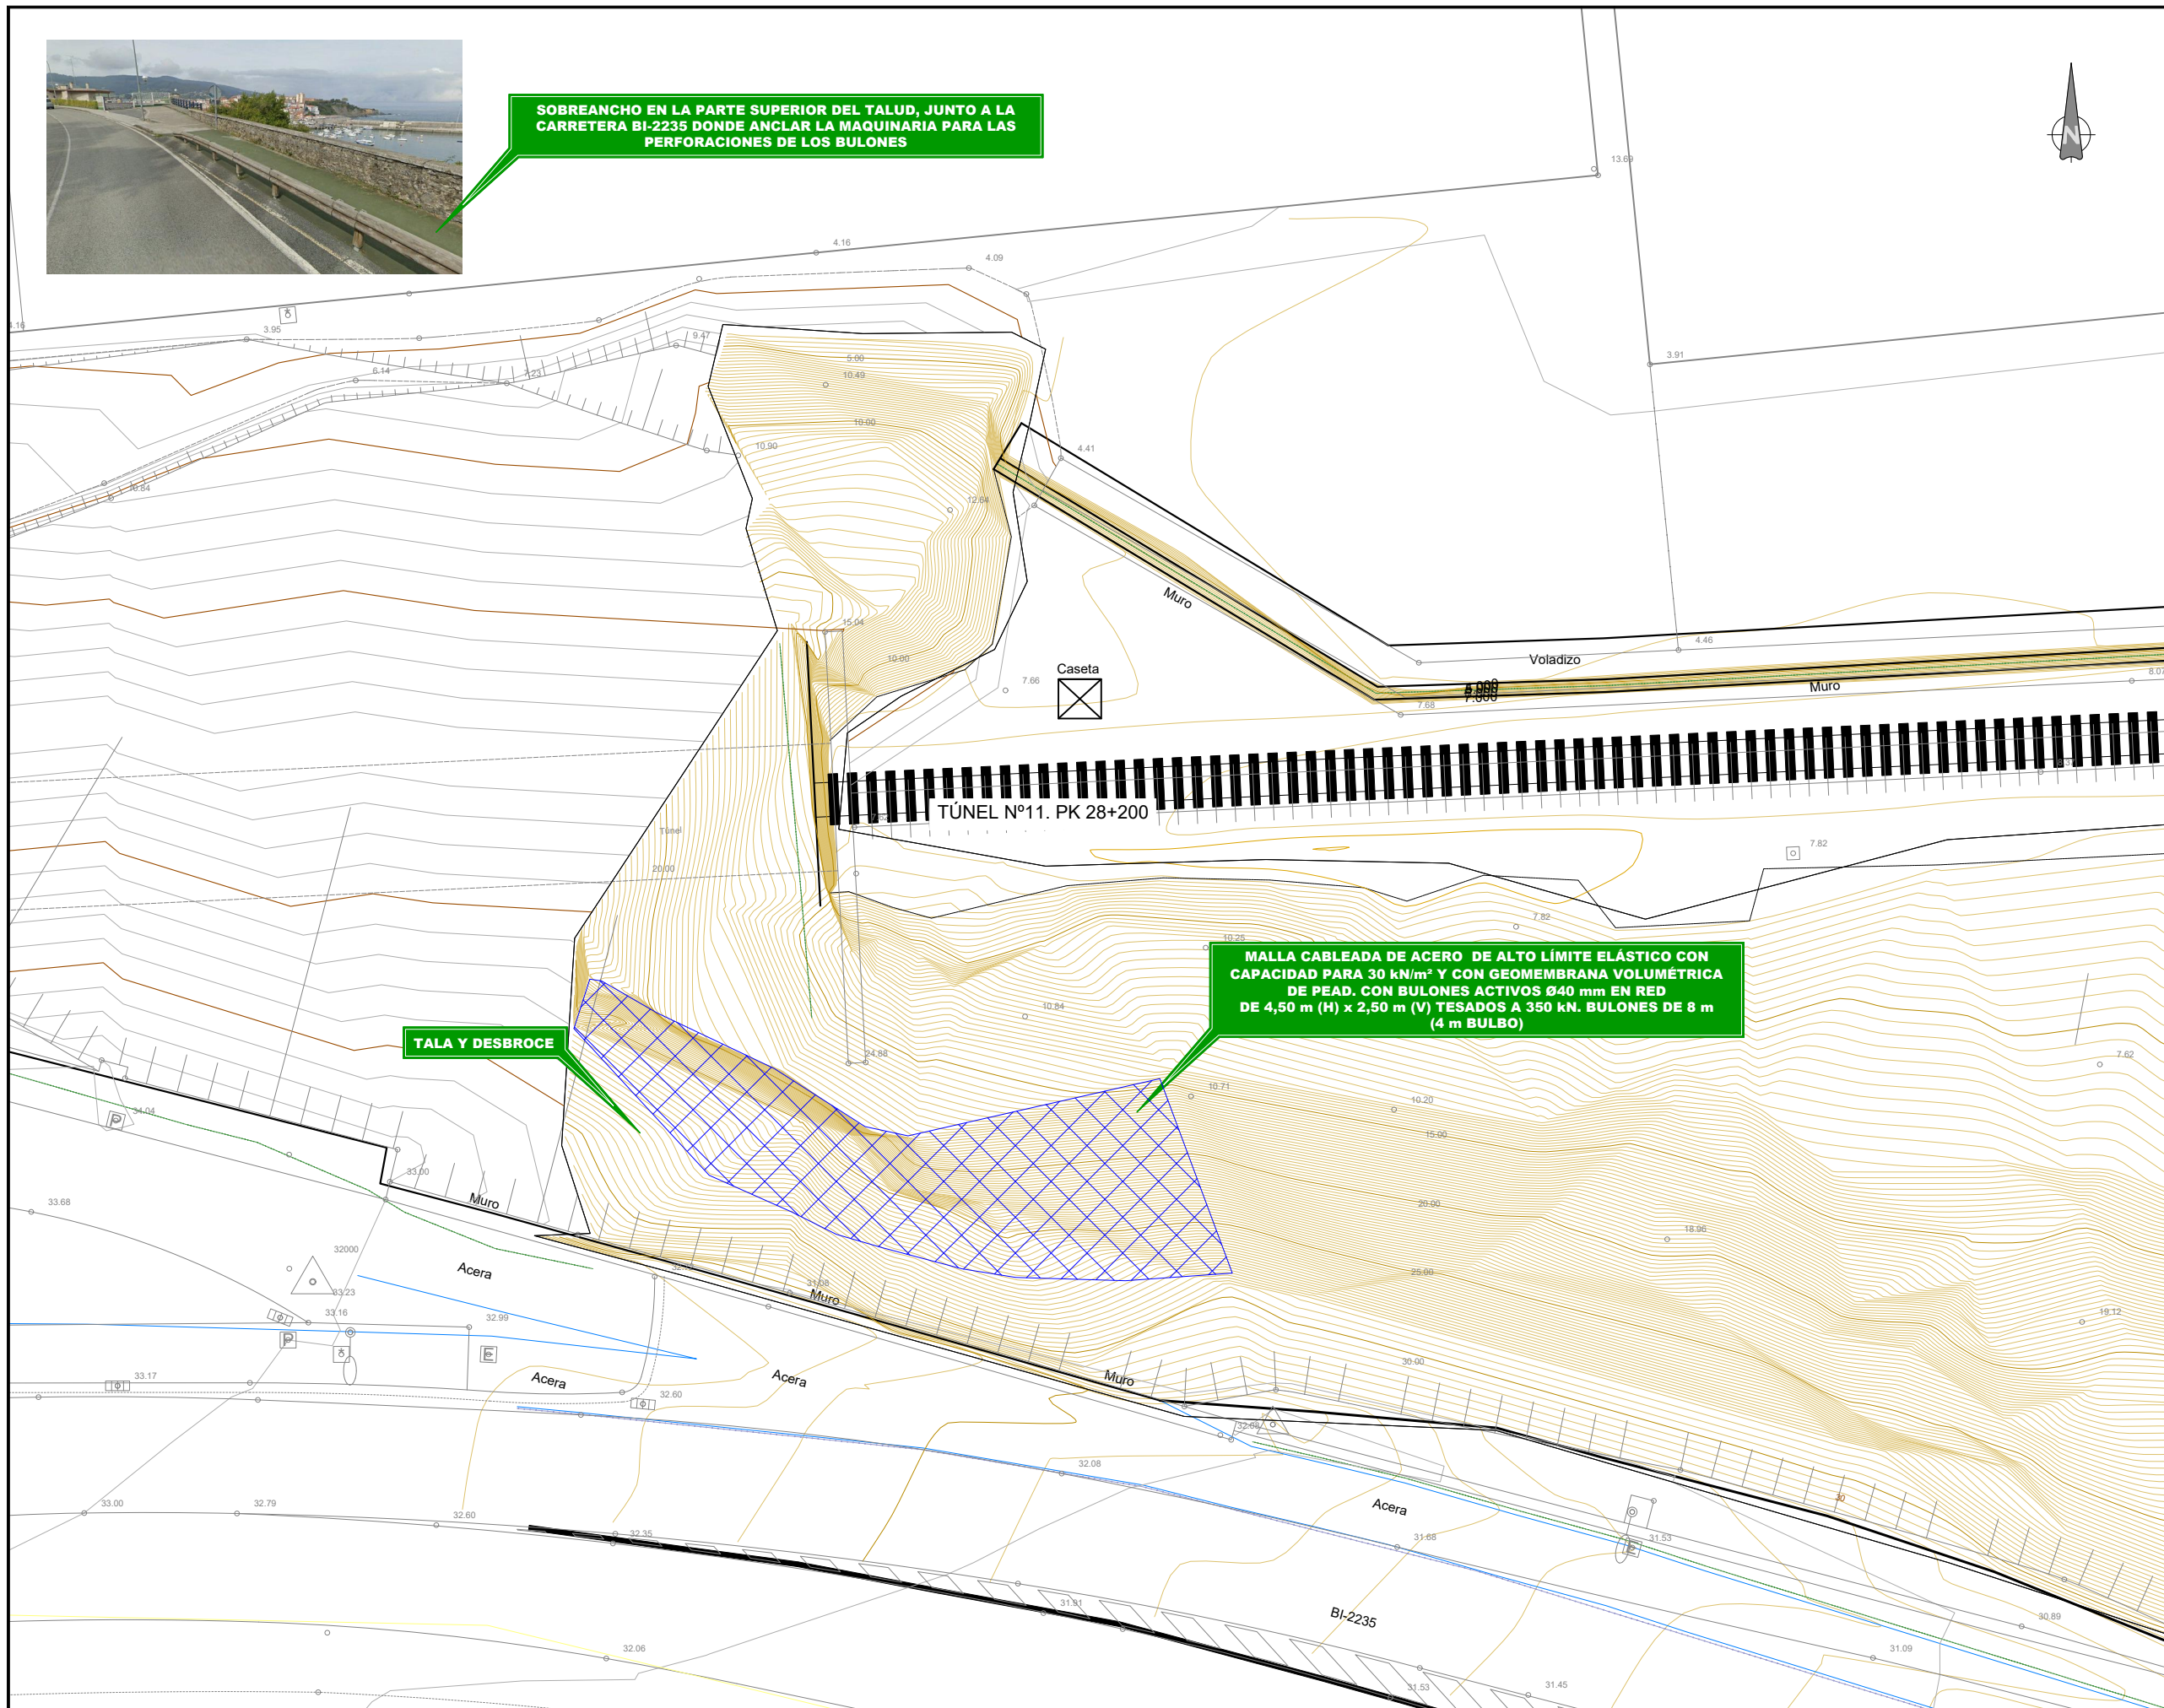 SOBREANCHO EN LA PARTE SUPERIOR DEL TALUD, JUNTO A LA
CARRETERA BI-2235 DONDE ANCLAR LA MAQUINARIA PARA LAS
PERFORACIONES DE LOS BULONES
N
13.69
4.16
4.09
4.16
3.95
9.47
3.91
5.00
6.14
7.23
10.49
10.00
10.90
4.41
12.64
Muro
15.04
4.46
10.00
Caseta
Voladizo
7.66
Muro
8.07
7.68
7.000
TÚNEL Nº11. PK 28+200
Túnel
7.82
20.00
7.82
10.25
MALLA CABLEADA DE ACERO DE ALTO LÍMITE ELÁSTICO CON
CAPACIDAD PARA 30 kN/m² Y CON GEOMEMBRANA VOLUMÉTRICA
DE PEAD. CON BULONES ACTIVOS Ø40 mm EN RED
DE 4,50 m (H) x 2,50 m (V) TESADOS A 350 kN. BULONES DE 8 m
(4 m BULBO)
10.84
TALA Y DESBROCE
24.88
7.62
10.71
10.20
34.04
P
15.00
33.00
Muro
33.68
20.00
18.96
32000
Acera
25.00
33.23
31.08
Muro
19.12
33.16
32.99
P
E
30.00
33.17
Acera
Acera
Muro
32.60
32.08
32.08
Acera
30
33.00
32.79
32.60
32.35
31.68
31.53
E
31.91
BI-2235
30.89
32.06
31.09
31.53
31.45